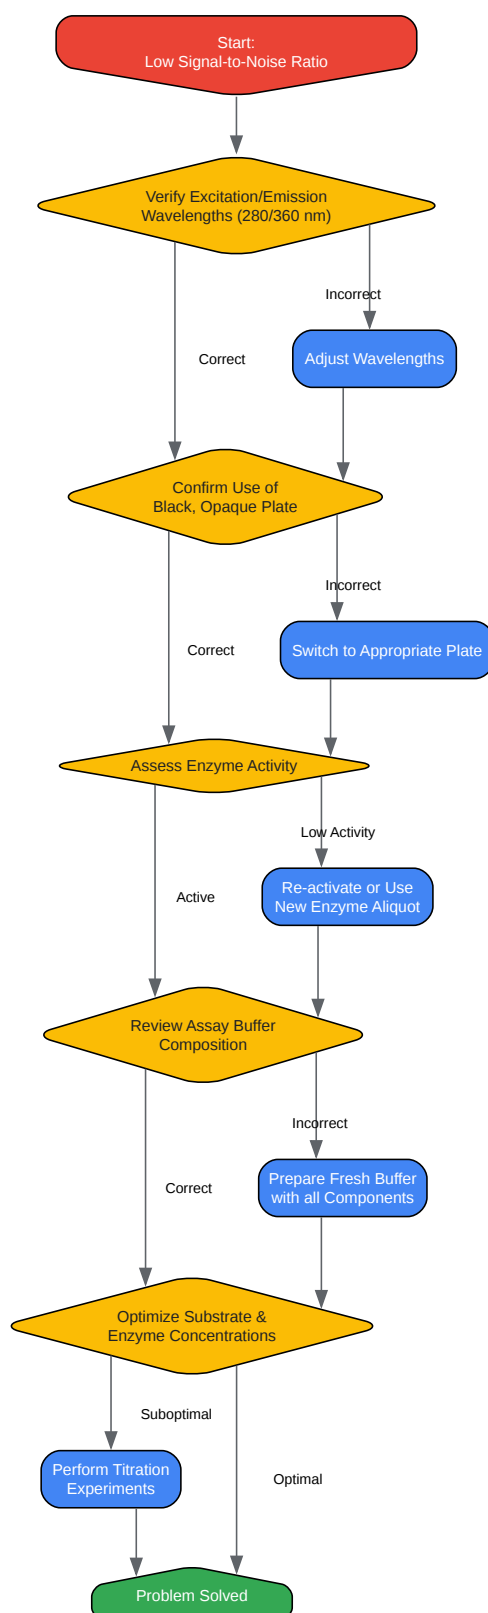 Start:
Low Signal-to-Noise Ratio
Verify Excitation/Emission
Wavelengths (280/360 nm)
Incorrect
Correct
Adjust Wavelengths
Confirm Use of
Black, Opaque Plate
Incorrect
Correct
Switch to Appropriate Plate
Assess Enzyme Activity
Low Activity
Active
Re-activate or Use
New Enzyme Aliquot
Review Assay Buffer
Composition
Incorrect
Correct
Prepare Fresh Buffer
with all Components
Optimize Substrate &
Enzyme Concentrations
Suboptimal
Optimal
Perform Titration
Experiments
Problem Solved